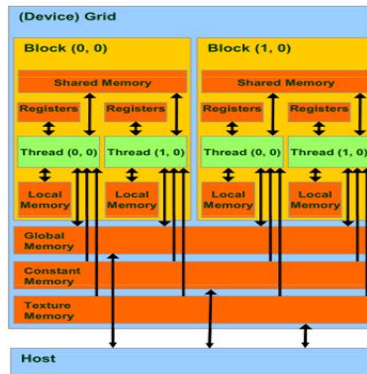 (Device) Grid
Block (0, 0)
Block (1, 0)
Shared Memory
Shared Memory
Registers
Registers
Registers
Registers
Thread (0, 0)
Thread (1, 0)
Thread (0, 0)
Thread (1, 0)
Local
Memory
Local
Memory
Local
Memory
Local
Memory
Global
Memory
Constant
Memory
Texture
Memory
Host